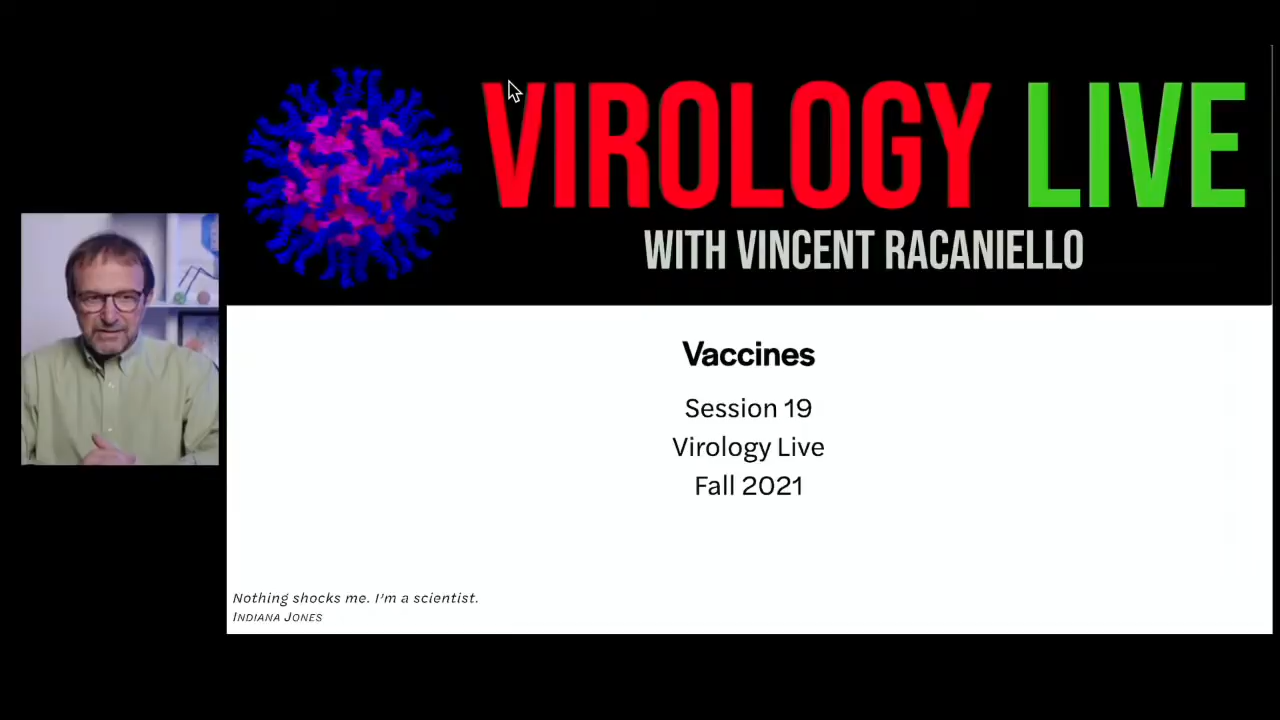 VIROLOGY LIVE
WITH VINCENT RACANIELLO
Vaccines
Session 19
Virology Live
Fall 2021
Nothing shocks me. I'm a scientist.
INDIANA JONES